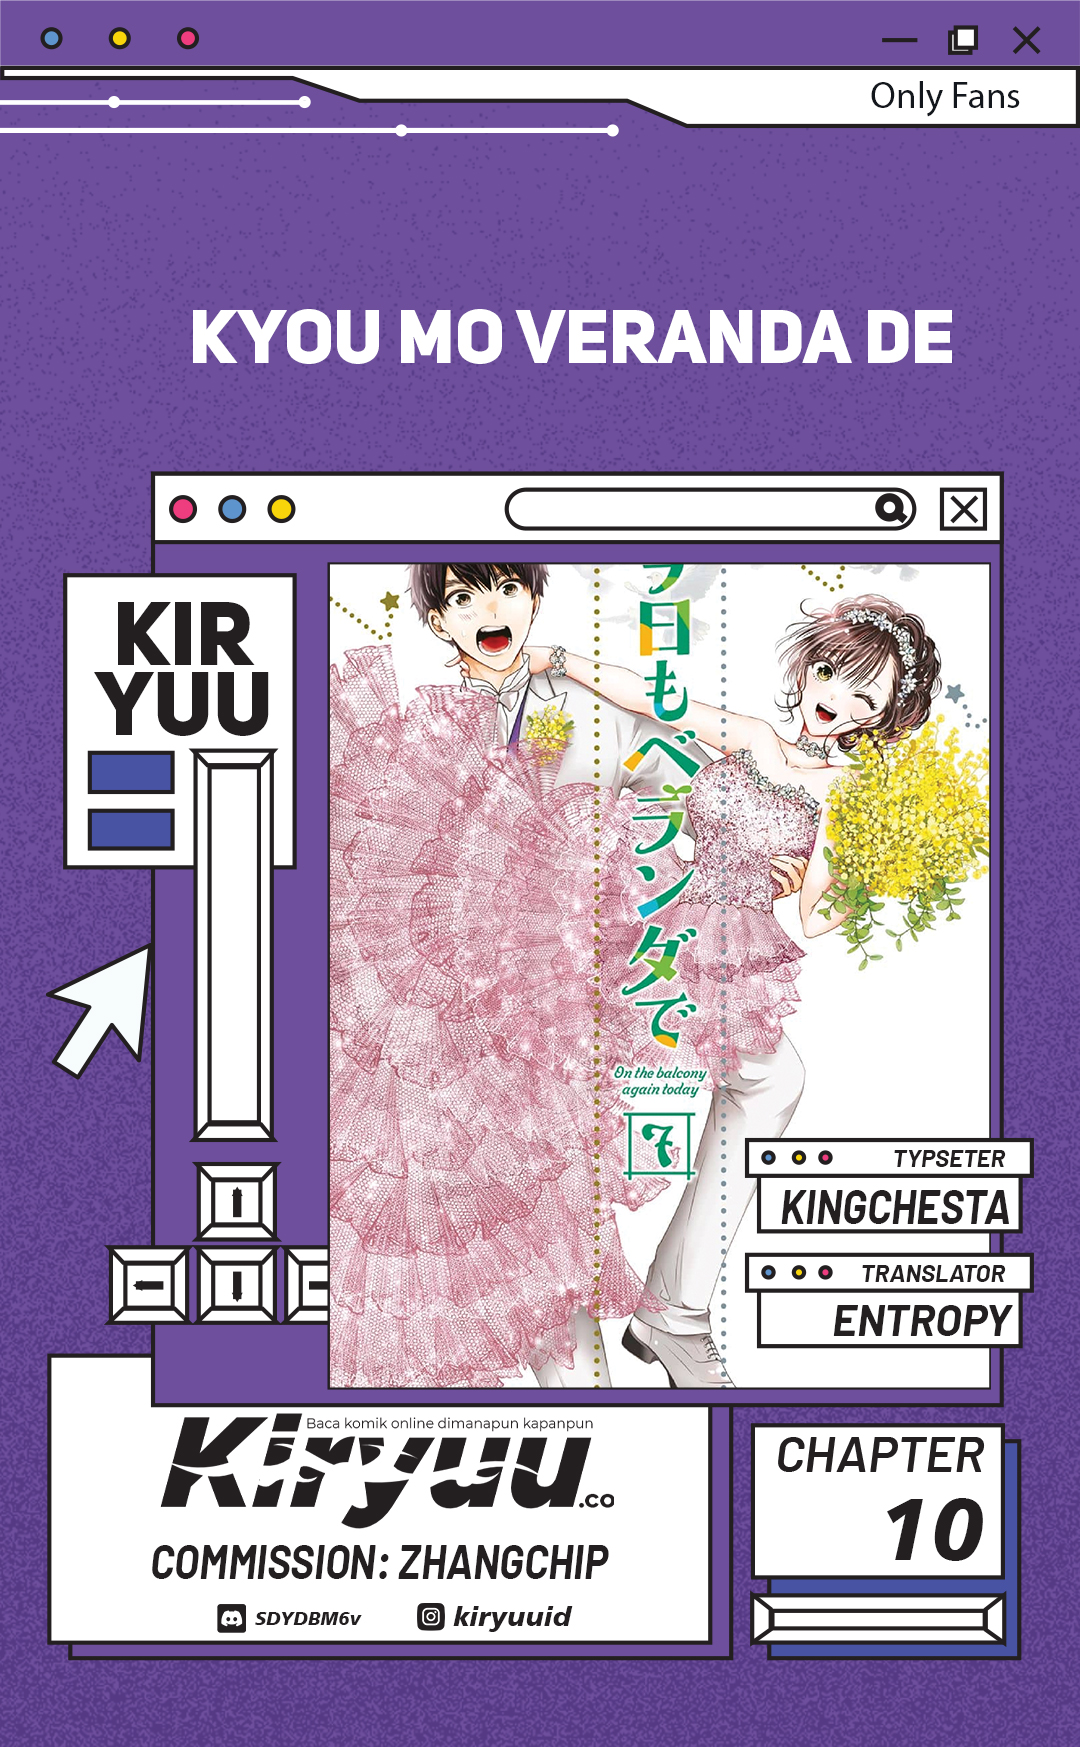 Only Fans
KYOU MO VERANDA DE
KIR
YUU
今日もベランダで
On the balcony
again today
7
TYPSETER
KINGCHESTA
TRANSLATOR
ENTROPY
Baca komik online dimanapun kapanpun
Kiryuu.co
COMMISSION: ZHANGCHIP
SDYDBM6v
kiryuuid
CHAPTER
10